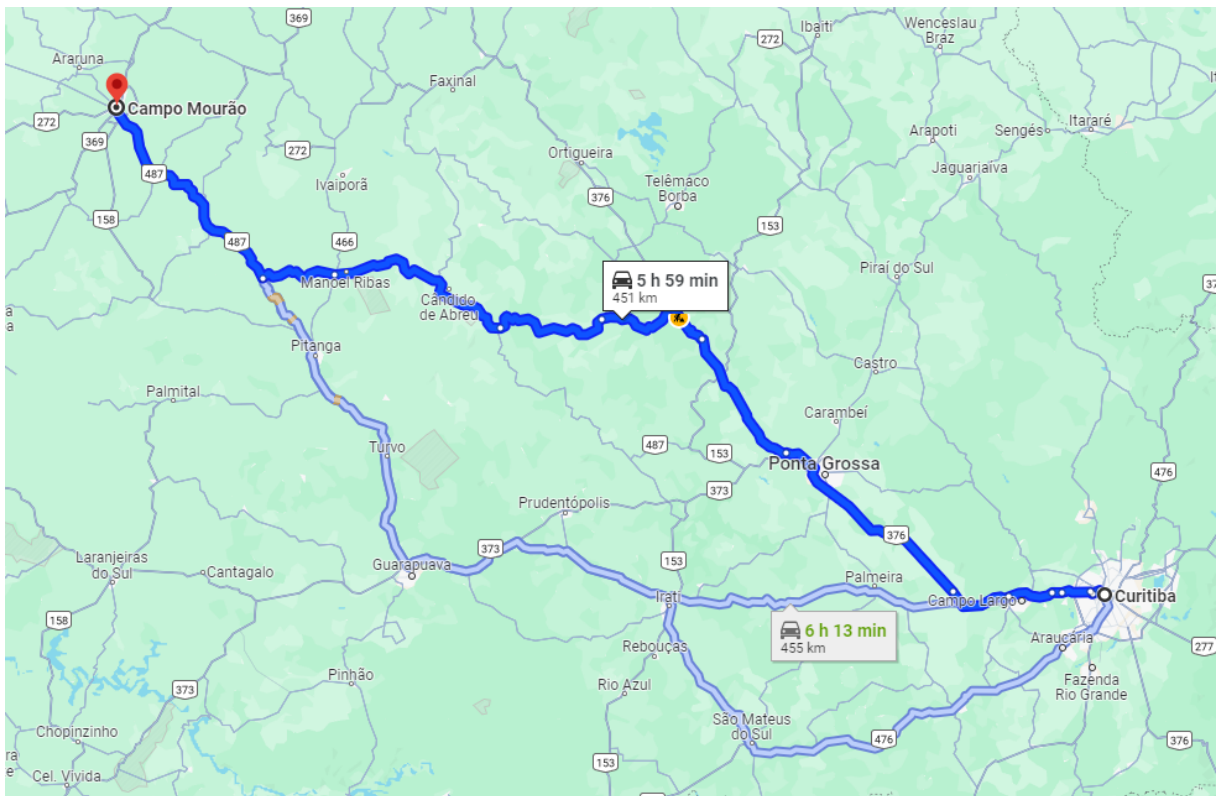 369
Wenceslau
Braz
Ibaiti
272
Araruna
Faxinal
Campo Mourão
272
369
Arapoti
Sengés
Itararé
Ortigueira
272
Jaguariaíva
487
Ivaiporã
Telêmaco
Borba
376
158
153
487
466
Piraí do Sul
Manoel Ribas
5 h 59 min
451 km
Cândido
de Abreu
Pitanga
Castro
Palmital
Carambeí
Turvo
487
153
Ponta Grossa
476
373
Prudentópolis
376
373
Laranjeiras
do Sul
Cantagalo
Guarapuava
153
Palmeira
Irati
Campo Largo
Curitiba
158
6 h 13 min
455 km
Rebouças
Araucária
277
Pinhão
Rio Azul
Fazenda
Rio Grande
373
São Mateus
do Sul
Chopinzinho
476
376
153
Cel. Vivida